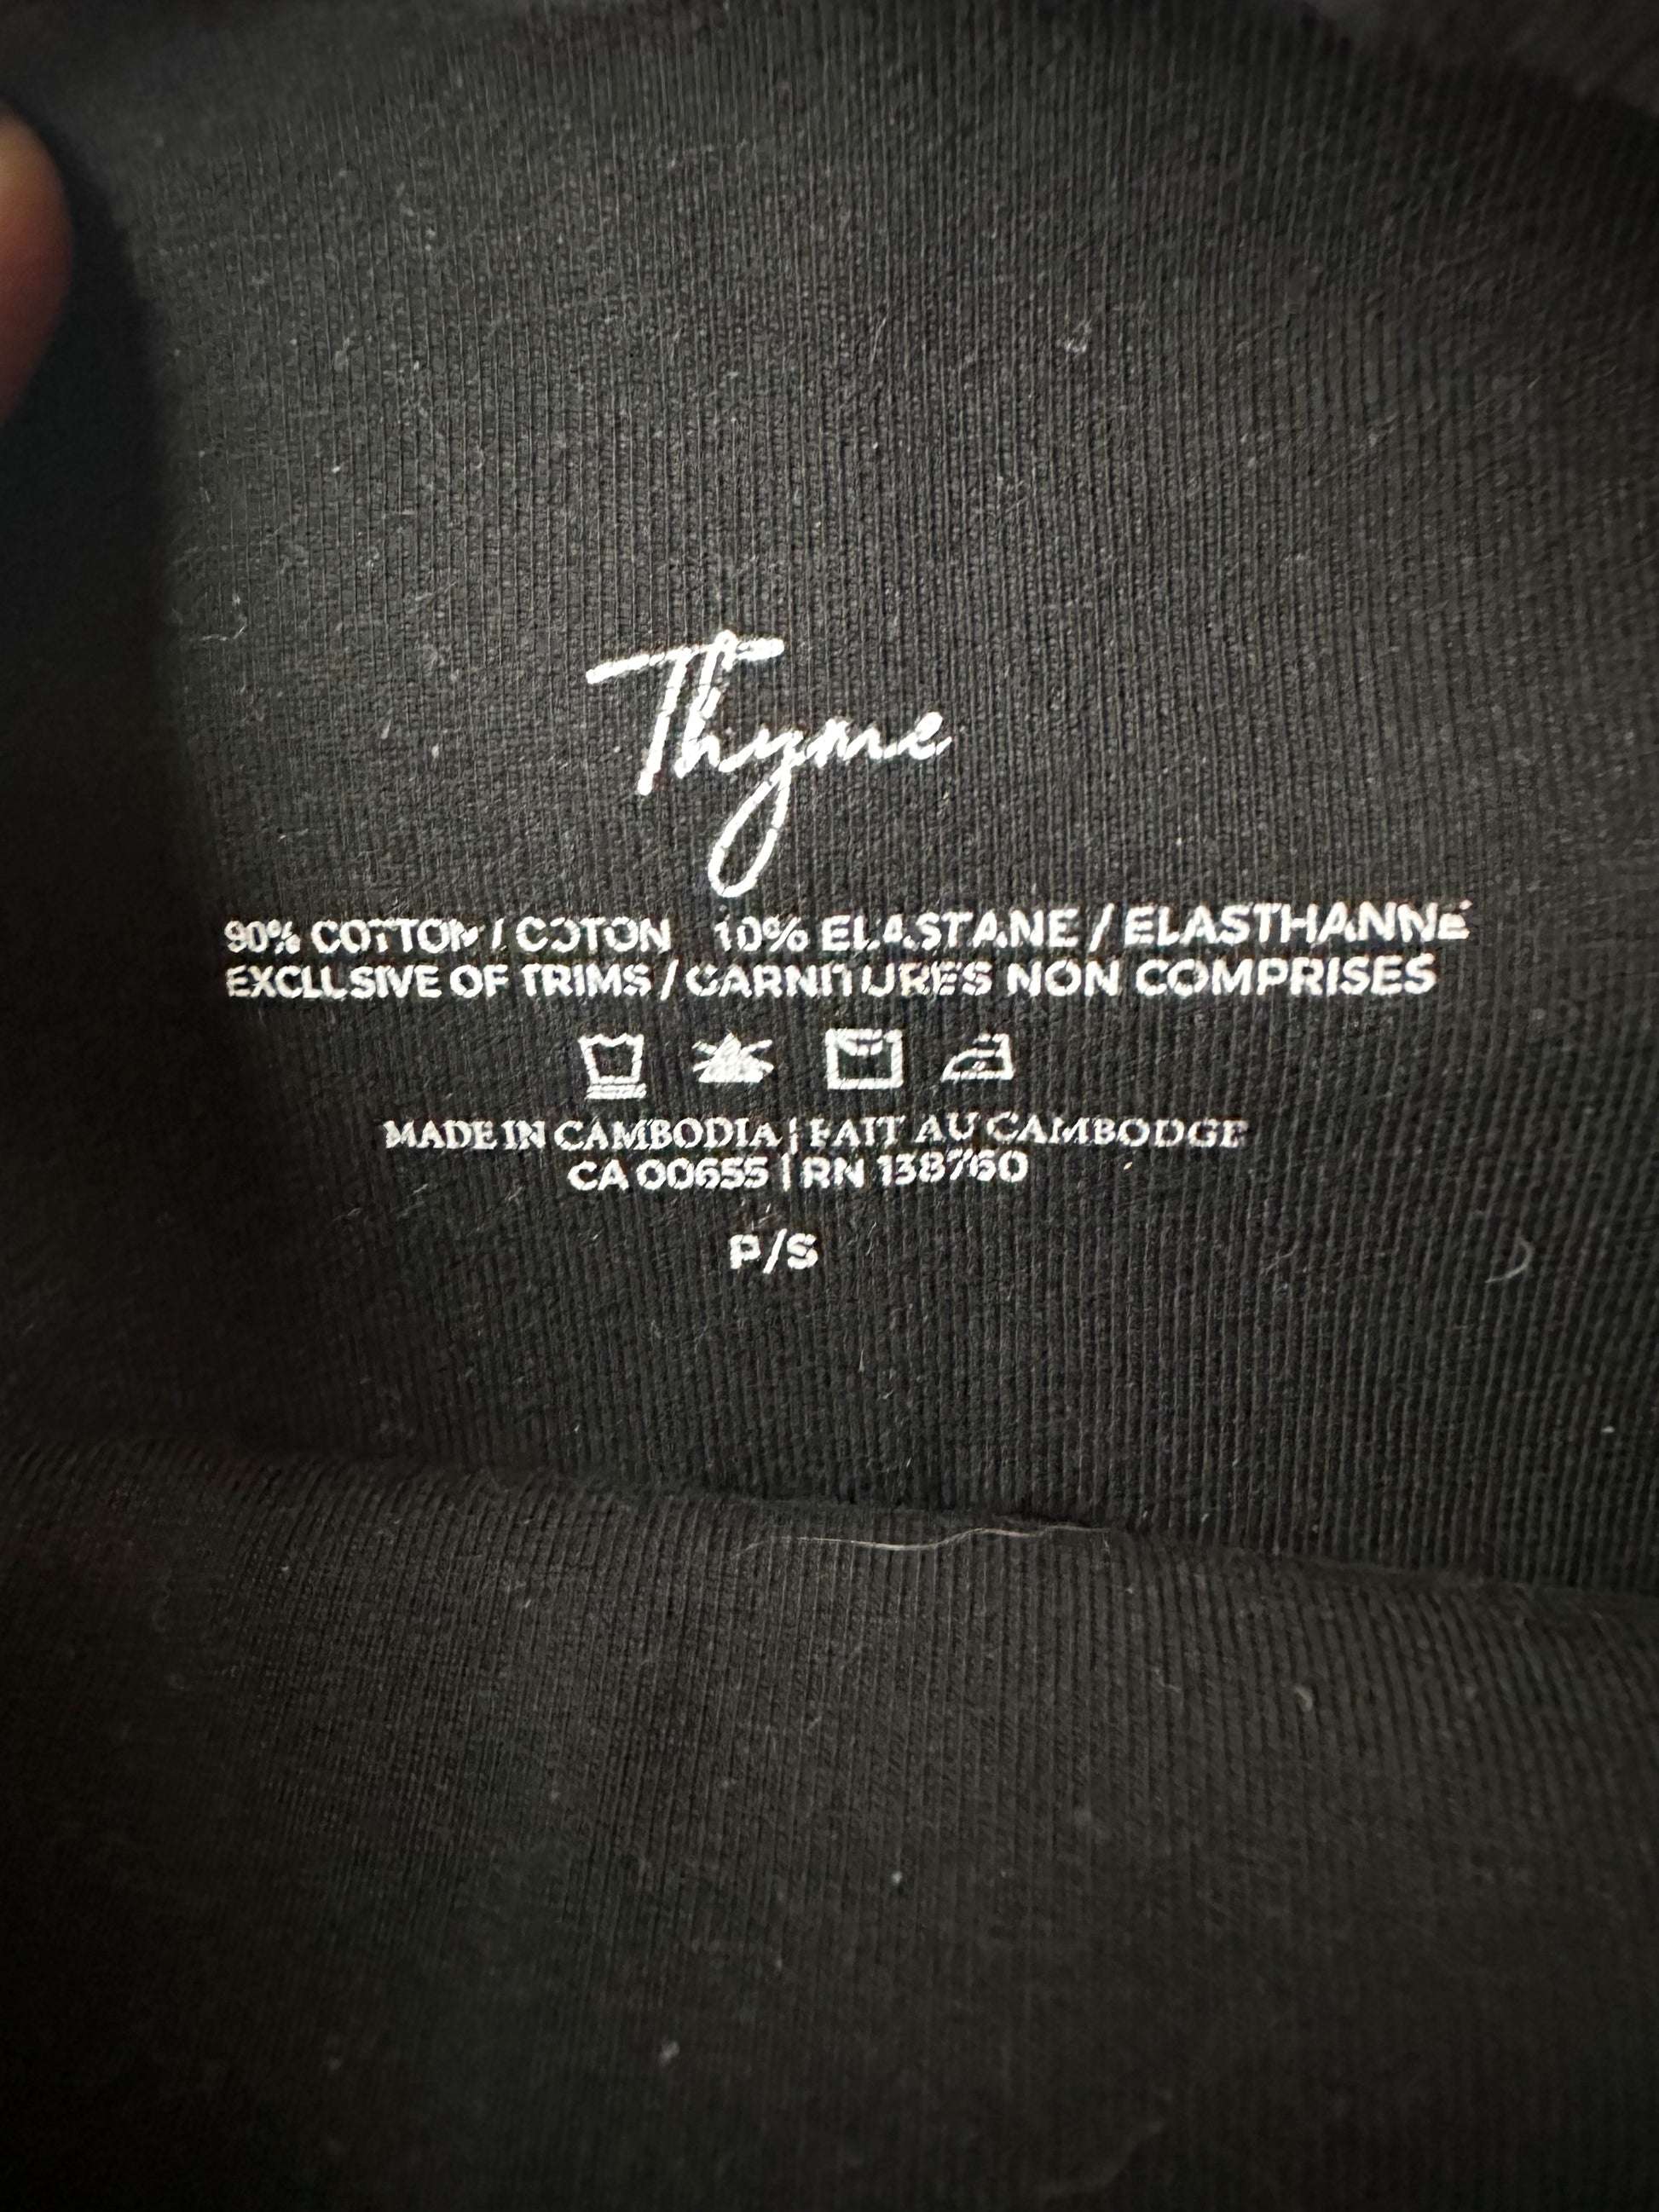 Thyme
90% COTTON / COTON 10% ELASTANE / ELASTHANNE
EXCLUSIVE OF TRIMS / GARNITURES NON COMPRISES
MADE IN CAMBODIA | FAIT AU CAMBODGE
CA 00655 | RN 138760
P/S